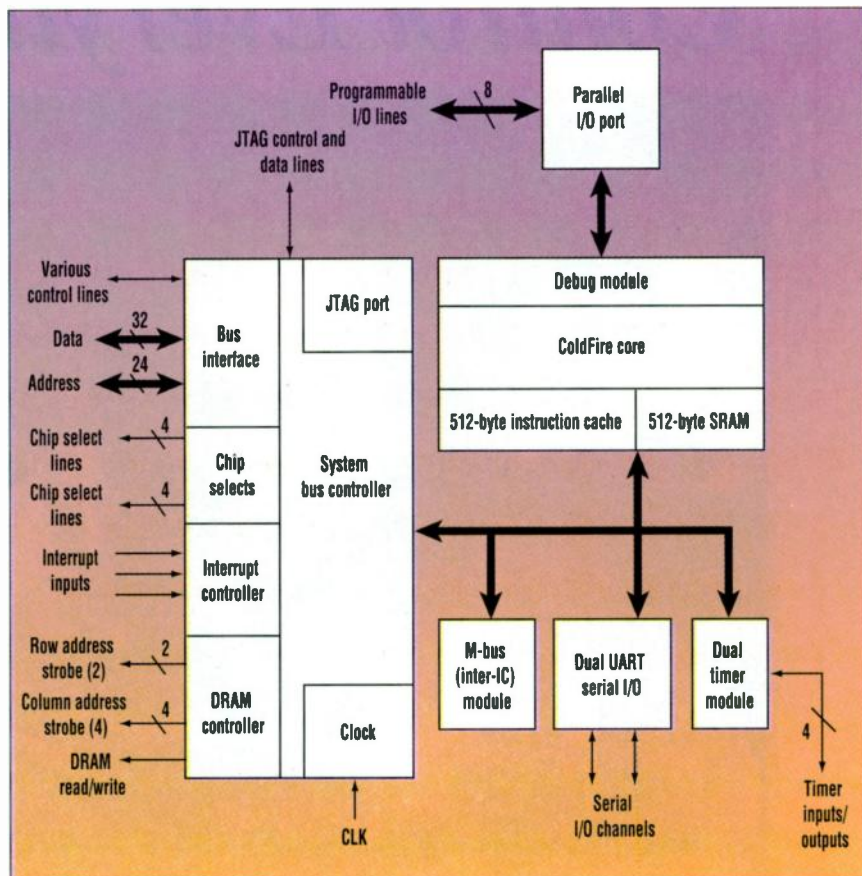 8
Programmable
I/O lines
Parallel
I/O port
JTAG control and
data lines
Various
control lines
32
Data
24
Address
4
Chip select
lines
4
Chip select
lines
Interrupt
inputs
2
Row address
strobe (2)
4
Column address
strobe (4)
DRAM
read/write
Bus
interface
Chip
selects
Interrupt
controller
DRAM
controller
JTAG port
System
bus controller
Clock
CLK
Debug module
ColdFire core
512-byte instruction cache
512-byte SRAM
M-bus
(inter-IC)
module
Dual UART
serial I/O
Dual
timer
module
Serial
I/O channels
4
Timer
inputs/
outputs